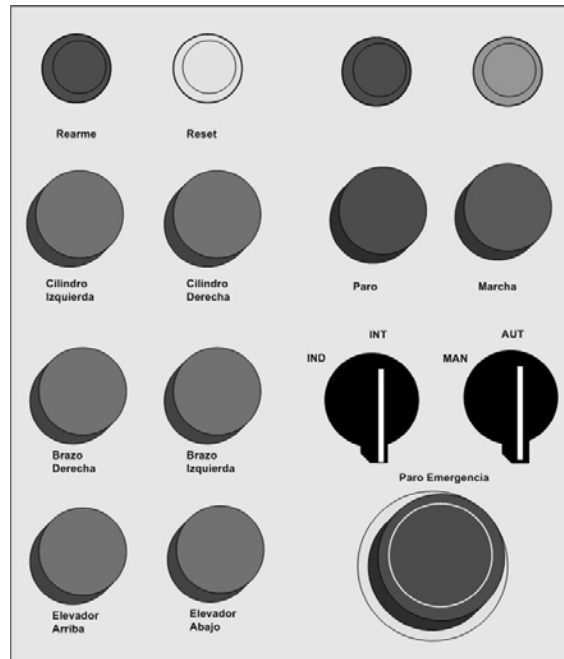 Rearme
Reset
Cilindro
Izquierda
Cilindro
Derecha
Paro
Marcha
INT
AUT
IND
MAN
Brazo
Derecha
Brazo
Izquierda
Paro Emergencia
Elevador
Arriba
Elevador
Abajo